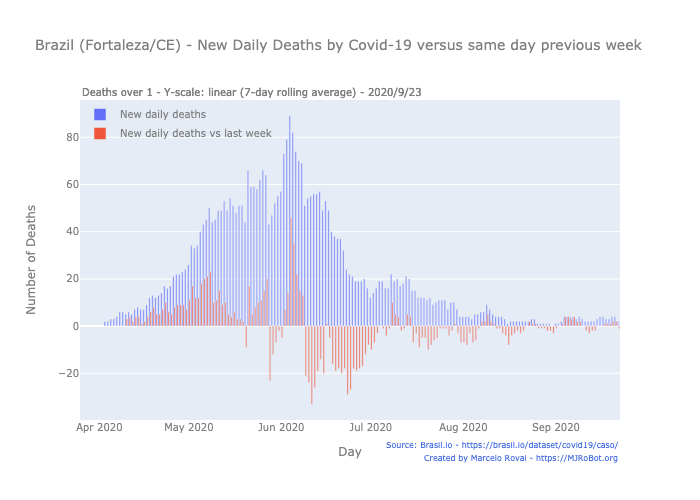 Brazil (Fortaleza/CE) - New Daily Deaths by Covid-19 versus same day previous week
Deaths over 1 - Y-scale: linear (7-day rolling average) - 2020/9/23
New daily deaths
New daily deaths vs last week
Number of Deaths
80
60
40
20
0
−20
Apr 2020 May 2020 Jun 2020 Jul 2020 Aug 2020 Sep 2020
Day
Source: Brasil.io - https://brasil.io/dataset/covid19/caso/
Created by Marcelo Rovai - https://MJRoBot.org